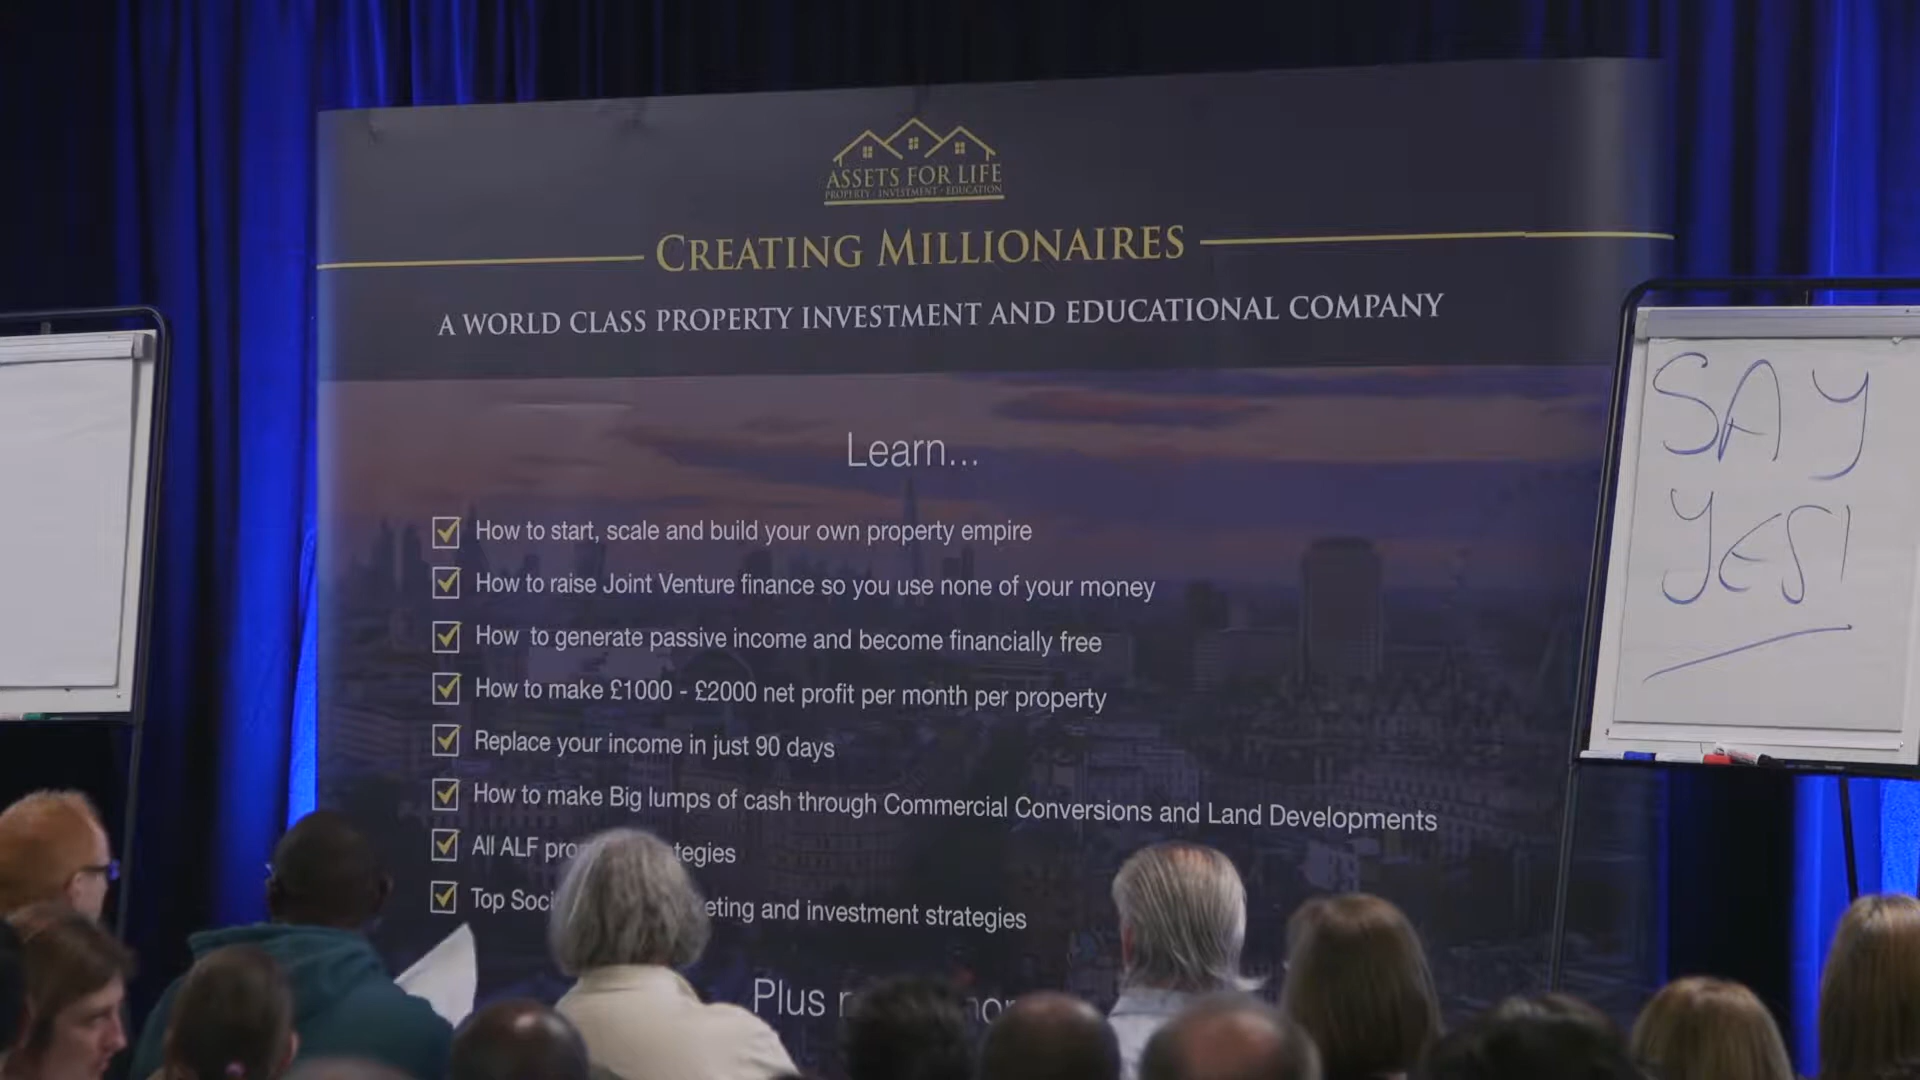 ASSETS FOR LIFE
PROPERTY · INVESTMENT · EDUCATION
CREATING MILLIONAIRES
A WORLD CLASS PROPERTY INVESTMENT AND EDUCATIONAL COMPANY
Learn...
How to start, scale and build your own property empire
How to raise Joint Venture finance so you use none of your money
How to generate passive income and become financially free
How to make £1000 - £2000 net profit per month per property
Replace your income in just 90 days
How to make Big lumps of cash through Commercial Conversions and Land Developments
All ALF
Top and investment strategies
Plus
SAY
YES!